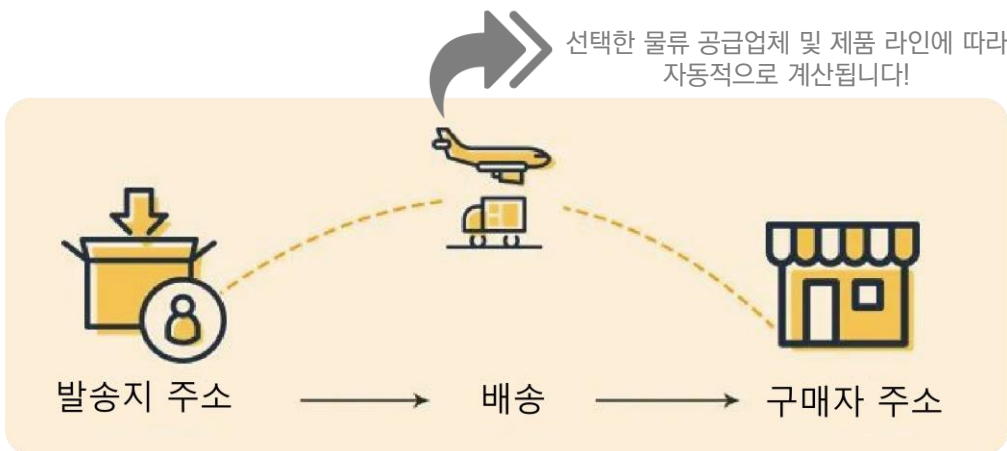 선택한 물류 공급업체 및 제품 라인에 따라
자동적으로 계산됩니다!
발송지 주소
배송
구매자 주소